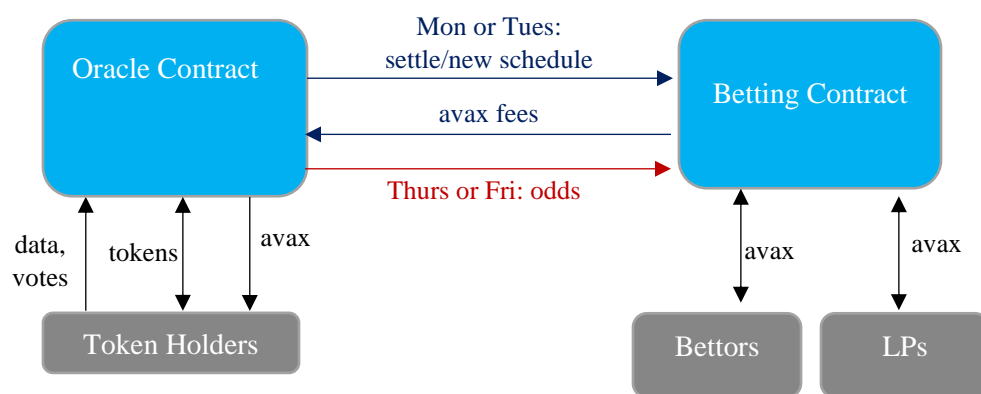 Mon or Tues:
settle/new schedule
Oracle Contract
Betting Contract
avax fees
Thurs or Fri: odds
data,
votes
tokens
avax
avax
avax
Token Holders
Bettors
LPs